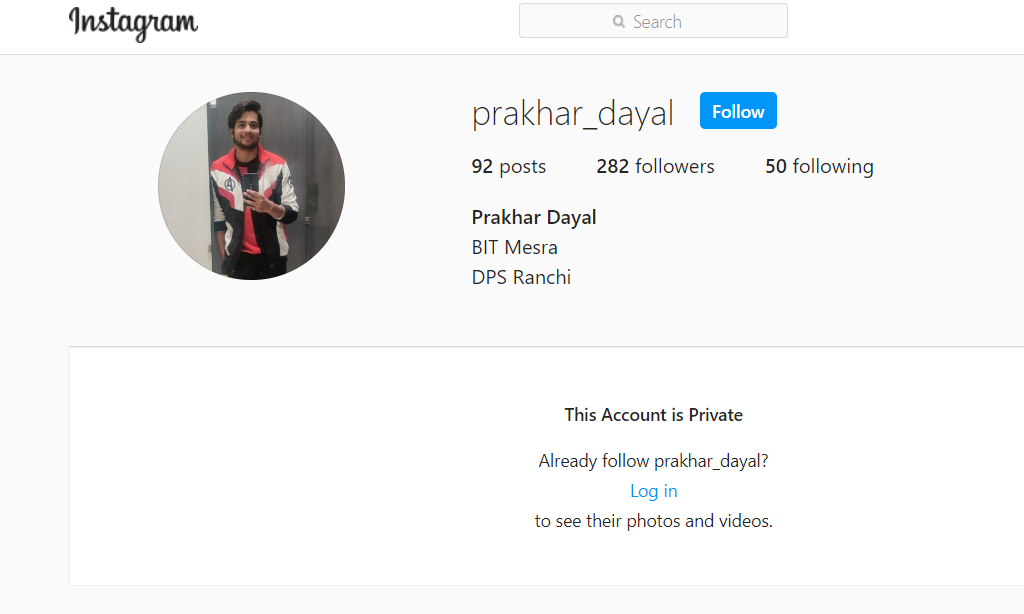 Instagram
Search
prakhar_dayal Follow
92 posts 282 followers 50 following
Prakhar Dayal
BIT Mesra
DPS Ranchi
This Account is Private
Already follow prakhar_dayal?
Log in
to see their photos and videos.